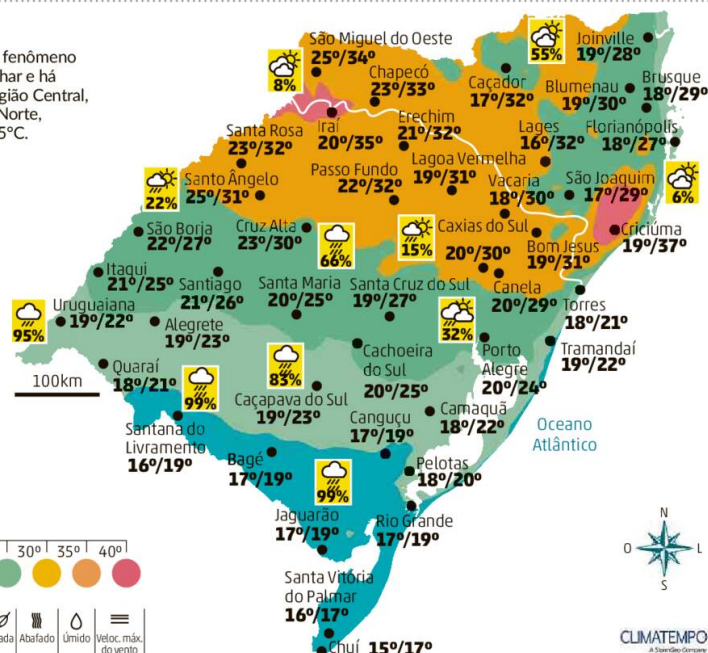 fenômeno
har e há
gião Central,
Norte,
5°C.
São Miguel do Oeste
25º/34º
8%
Chapecó
23º/33º
Caçador
17º/32º
55%
Joinville
19º/28º
Blumenau
19º/30º
Brusque
18º/29º
Iraí
20º/35º
Erechim
21º/32º
Lages
16º/32º
Florianópolis
18º/27º
Santa Rosa
23º/32º
Passo Fundo
22º/32º
Lagoa Vermelha
19º/31º
Vacaria
18º/30º
São Joaquim
17º/29º
6%
22%
Santo Ângelo
25º/31º
São Borja
22º/27º
Cruz Alta
23º/30º
66%
15%
Caxias do Sul
20º/30º
Bom Jesus
19º/31º
Criciúma
19º/37º
Itaqui
21º/25º
Santiago
21º/26º
Santa Maria
20º/25º
Santa Cruz do Sul
19º/27º
Canela
20º/29º
Torres
18º/21º
95%
Uruguaiana
19º/22º
Alegrete
19º/23º
32%
Cachoeira
do Sul
20º/25º
Porto
Alegre
20º/24º
Tramandaí
19º/22º
Quaraí
18º/21º
100km
99%
83%
Caçapava do Sul
19º/23º
Canguçu
17º/19º
Camaquã
18º/22º
Oceano
Atlântico
Santana do
Livramento
16º/19º
Bagé
17º/19º
99%
Pelotas
18º/20º
Jaguarão
17º/19º
Rio Grande
17º/19º
Santa Vitória
do Palmar
16º/17º
Chuí 15º/17º
30º 35º 40º
ada
Abafado
Úmido
Veloc. máx.
do vento
N
O
L
S
CLIMATEMPO
A StormGeo Company